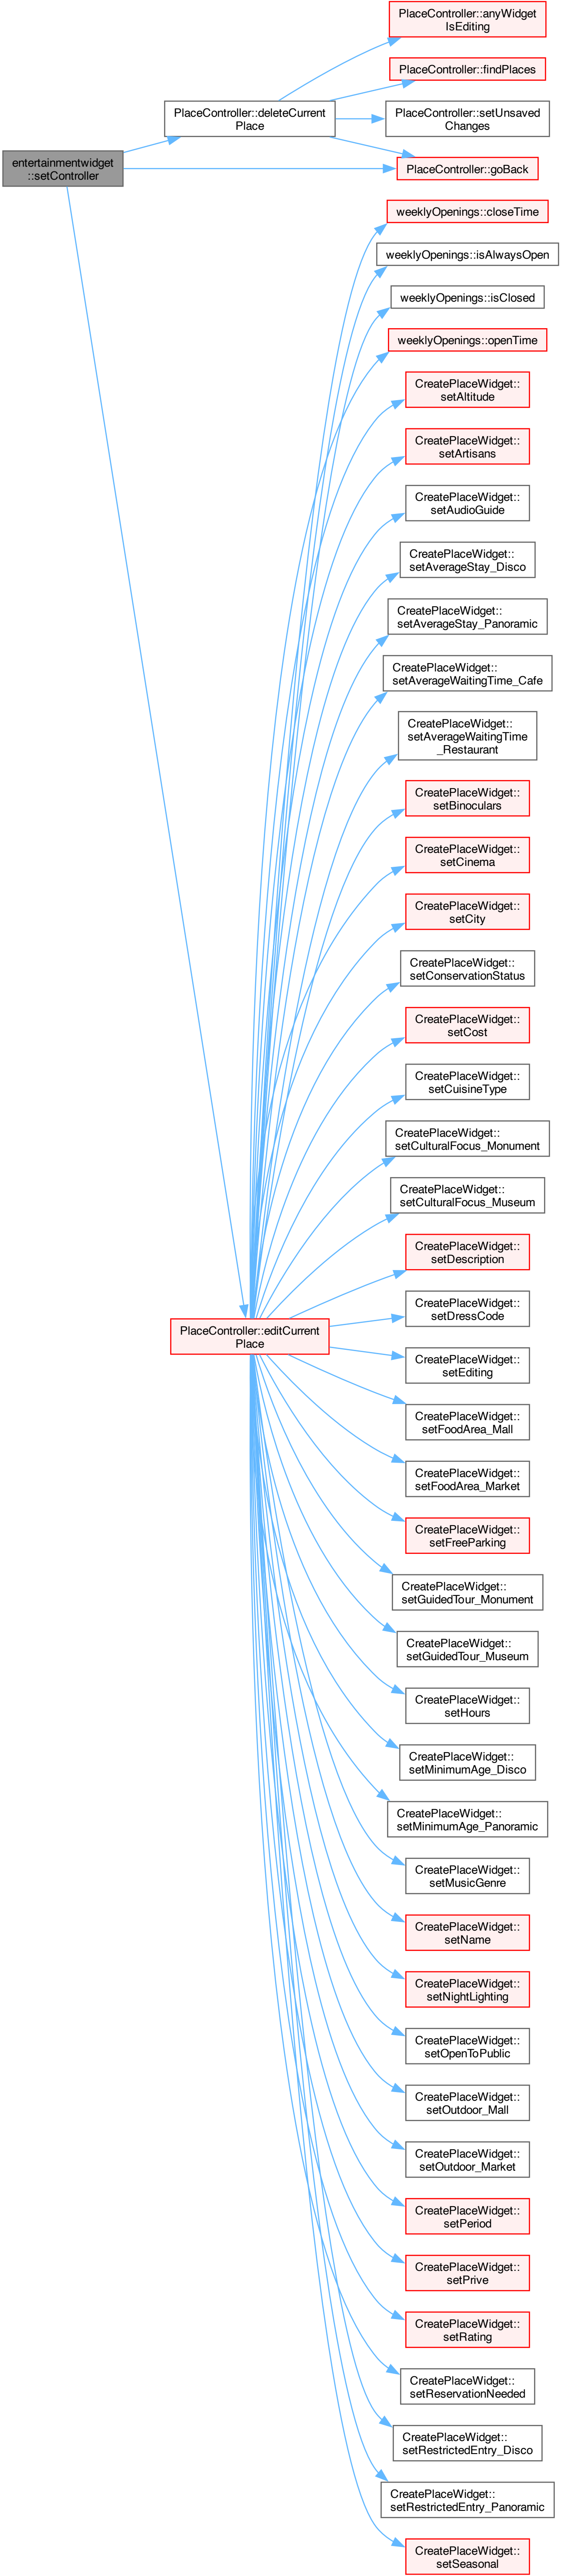 PlaceController::anyWidget
IsEditing
PlaceController::findPlaces
PlaceController::deleteCurrent
Place
PlaceController::setUnsaved
Changes
entertainmentwidget
::setController
PlaceController::goBack
weeklyOpenings::closeTime
weeklyOpenings::isAlwaysOpen
weeklyOpenings::isClosed
weeklyOpenings::openTime
CreatePlaceWidget::
setAltitude
CreatePlaceWidget::
setArtisans
CreatePlaceWidget::
setAudioGuide
CreatePlaceWidget::
setAverageStay_Disco
CreatePlaceWidget::
setAverageStay_Panoramic
CreatePlaceWidget::
setAverageWaitingTime_Cafe
CreatePlaceWidget::
setAverageWaitingTime
_Restaurant
CreatePlaceWidget::
setBinoculars
CreatePlaceWidget::
setCinema
CreatePlaceWidget::
setCity
CreatePlaceWidget::
setConservationStatus
CreatePlaceWidget::
setCost
CreatePlaceWidget::
setCuisineType
CreatePlaceWidget::
setCulturalFocus_Monument
CreatePlaceWidget::
setCulturalFocus_Museum
CreatePlaceWidget::
setDescription
CreatePlaceWidget::
setDressCode
PlaceController::editCurrent
Place
CreatePlaceWidget::
setEditing
CreatePlaceWidget::
setFoodArea_Mall
CreatePlaceWidget::
setFoodArea_Market
CreatePlaceWidget::
setFreeParking
CreatePlaceWidget::
setGuidedTour_Monument
CreatePlaceWidget::
setGuidedTour_Museum
CreatePlaceWidget::
setHours
CreatePlaceWidget::
setMinimumAge_Disco
CreatePlaceWidget::
setMinimumAge_Panoramic
CreatePlaceWidget::
setMusicGenre
CreatePlaceWidget::
setName
CreatePlaceWidget::
setNightLighting
CreatePlaceWidget::
setOpenToPublic
CreatePlaceWidget::
setOutdoor_Mall
CreatePlaceWidget::
setOutdoor_Market
CreatePlaceWidget::
setPeriod
CreatePlaceWidget::
setPrive
CreatePlaceWidget::
setRating
CreatePlaceWidget::
setReservationNeeded
CreatePlaceWidget::
setRestrictedEntry_Disco
CreatePlaceWidget::
setRestrictedEntry_Panoramic
CreatePlaceWidget::
setSeasonal